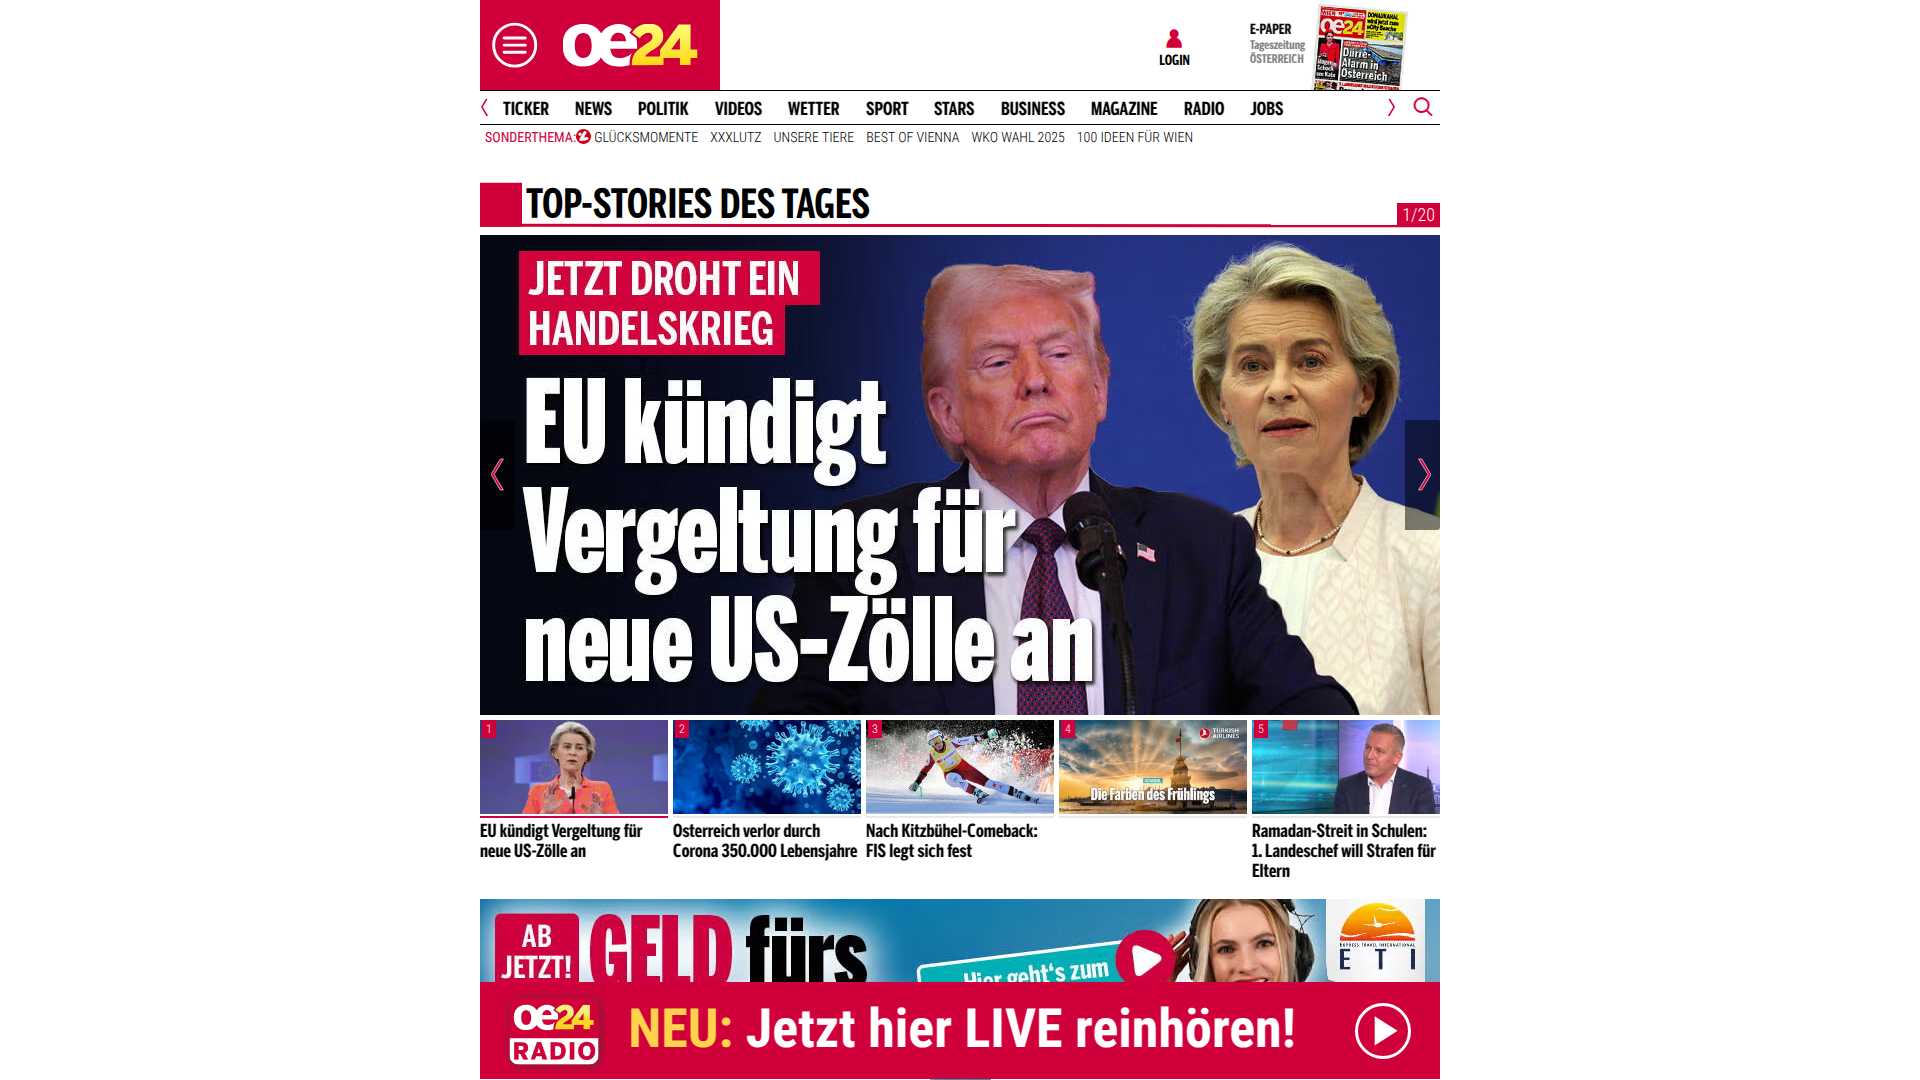 oe24
LOGIN
E-PAPER
Tageszeitung
ÖSTERREICH
oe24
Dürre-
Alarm in
Österreich
TICKER NEWS POLITIK VIDEOS WETTER SPORT STARS BUSINESS MAGAZINE RADIO JOBS
SONDERTHEMA: GLÜCKSMOMENTE XXXLUTZ UNSERE TIERE BEST OF VIENNA WKO WAHL 2025 100 IDEEN FÜR WIEN
TOP-STORIES DES TAGES
1/20
JETZT DROHT EIN
HANDELSKRIEG
EU kündigt
Vergeltung für
neue US-Zölle an
1
2
3
4
5
TURKISH
AIRLINES
Die Farben des Frühlings
EU kündigt Vergeltung für
neue US-Zölle an
Österreich verlor durch
Corona 350.000 Lebensjahre
Nach Kitzbühel-Comeback:
FIS legt sich fest
Ramadan-Streit in Schulen:
1. Landeschef will Strafen für
Eltern
AB
JETZT!
GELD fürs
Hier geht's zum
EXPRESS TRAVEL INTERNATIONAL
ETI
oe24
RADIO
NEU: Jetzt hier LIVE reinhören!